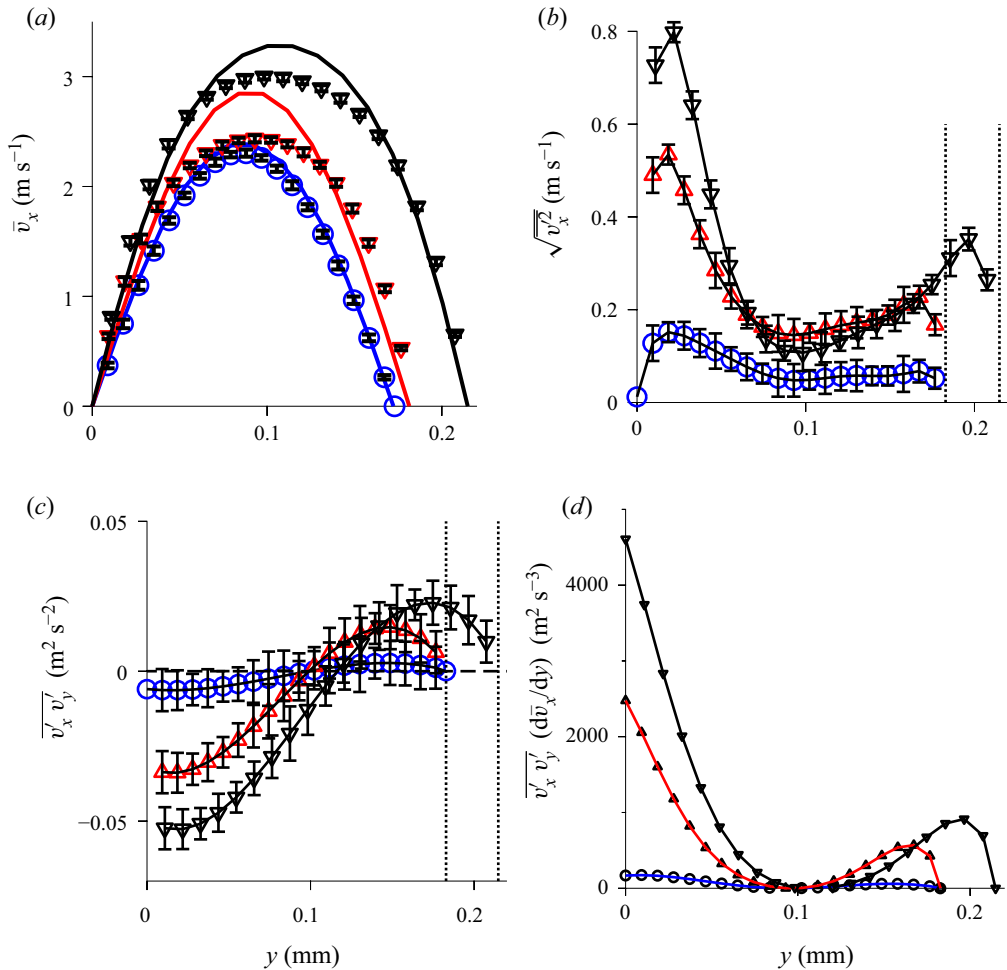 (a)
3
2
1
0
v̄ₓ (m s⁻¹)
0
0.1
0.2
(b)
0.8
0.6
0.4
0.2
0
√v′ₓ² (m s⁻¹)
0
0.1
0.2
(c)
0.05
0
−0.05
v′ₓ v′ᵧ (m² s⁻²)
0
0.1
0.2
y (mm)
(d)
4000
2000
0
v′ₓ v′ᵧ (dv̄ₓ/dy) (m² s⁻³)
0
0.1
0.2
y (mm)